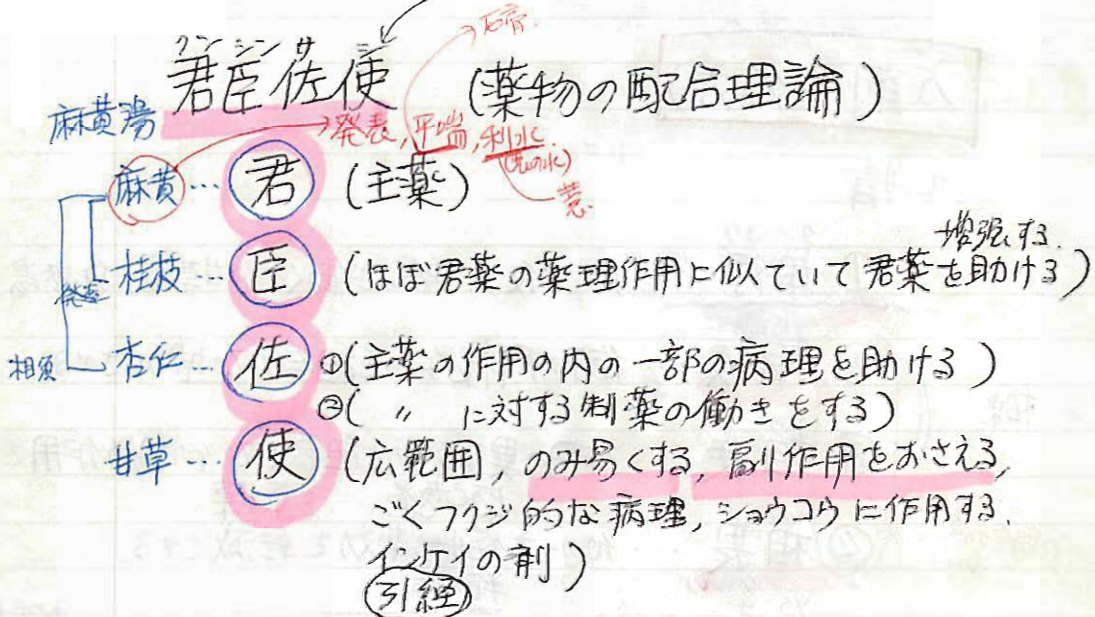 石膏.
クンシンサシ
君臣佐使 (薬物の配合理論)
麻黄湯
発表, 平喘, 利水.
麻黄… 君 (主薬)
増強する.
桂枝… 臣 (ほぼ君薬の薬理作用に似ていて君薬を助ける)
発表
相須
杏仁… 佐 ①(主薬の作用の内の一部の病理を助ける)
②( 〃 に対する制薬の働きをする)
甘草… 使 (広範囲, のみ易くする, 副作用をおさえる,
ごくフクジ的な病理, ショウコウに作用する.
インケイの剤)
引経